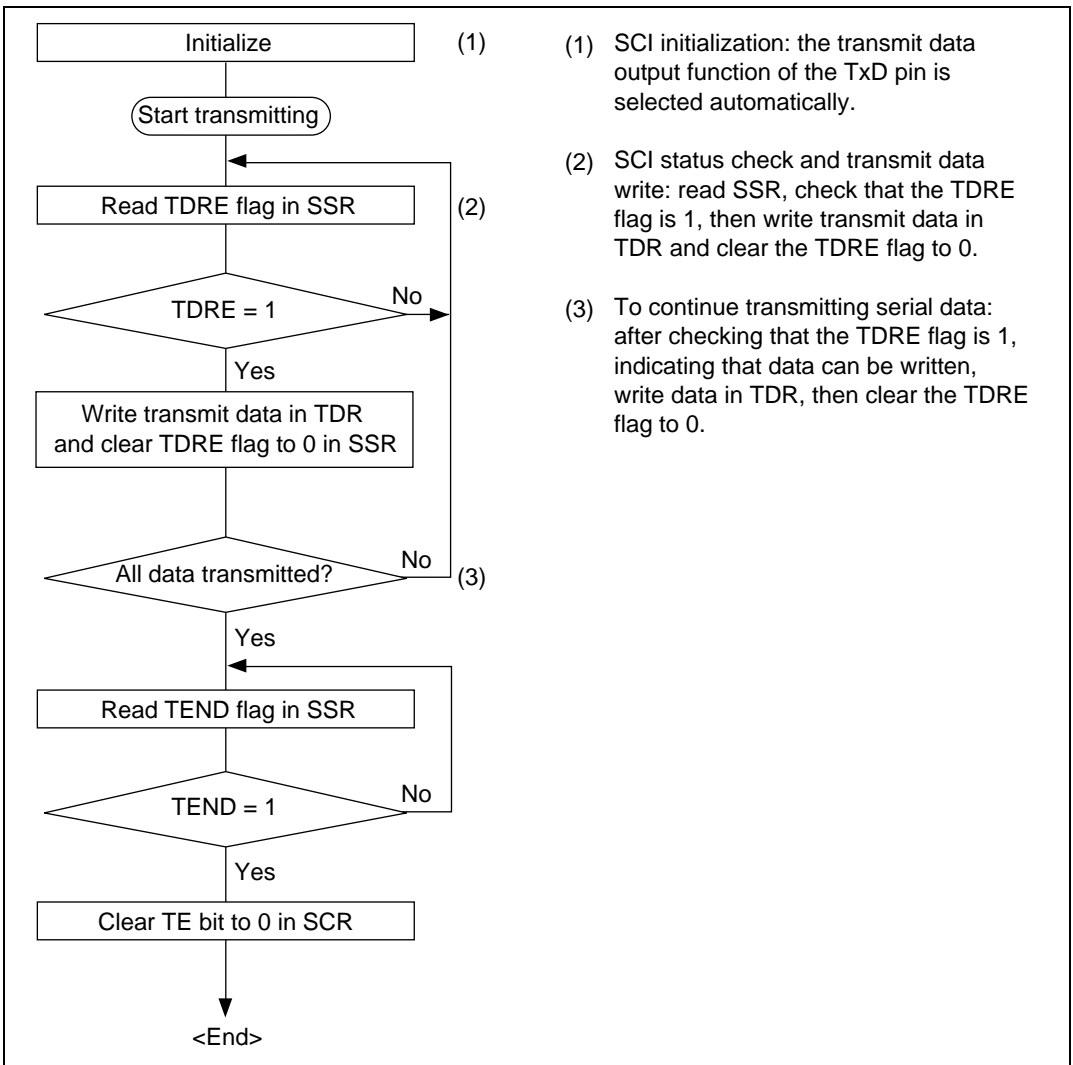 Initialize
(1)
Start transmitting
Read TDRE flag in SSR
(2)
TDRE = 1
No
Yes
Write transmit data in TDR
and clear TDRE flag to 0 in SSR
All data transmitted?
No
(3)
Yes
Read TEND flag in SSR
TEND = 1
No
Yes
Clear TE bit to 0 in SCR
<End>
(1) SCI initialization: the transmit data
output function of the TxD pin is
selected automatically.
(2) SCI status check and transmit data
write: read SSR, check that the TDRE
flag is 1, then write transmit data in
TDR and clear the TDRE flag to 0.
(3) To continue transmitting serial data:
after checking that the TDRE flag is 1,
indicating that data can be written,
write data in TDR, then clear the TDRE
flag to 0.